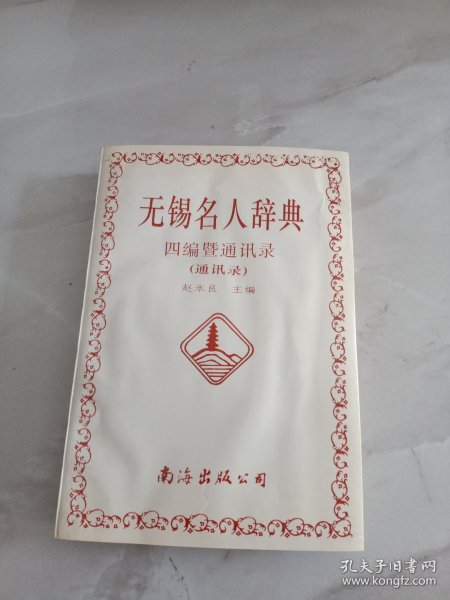 无锡名人辞典
四编暨通讯录
(通讯录)
赵永良 主编
南海出版公司
孔夫子旧书网
www.kongfz.com